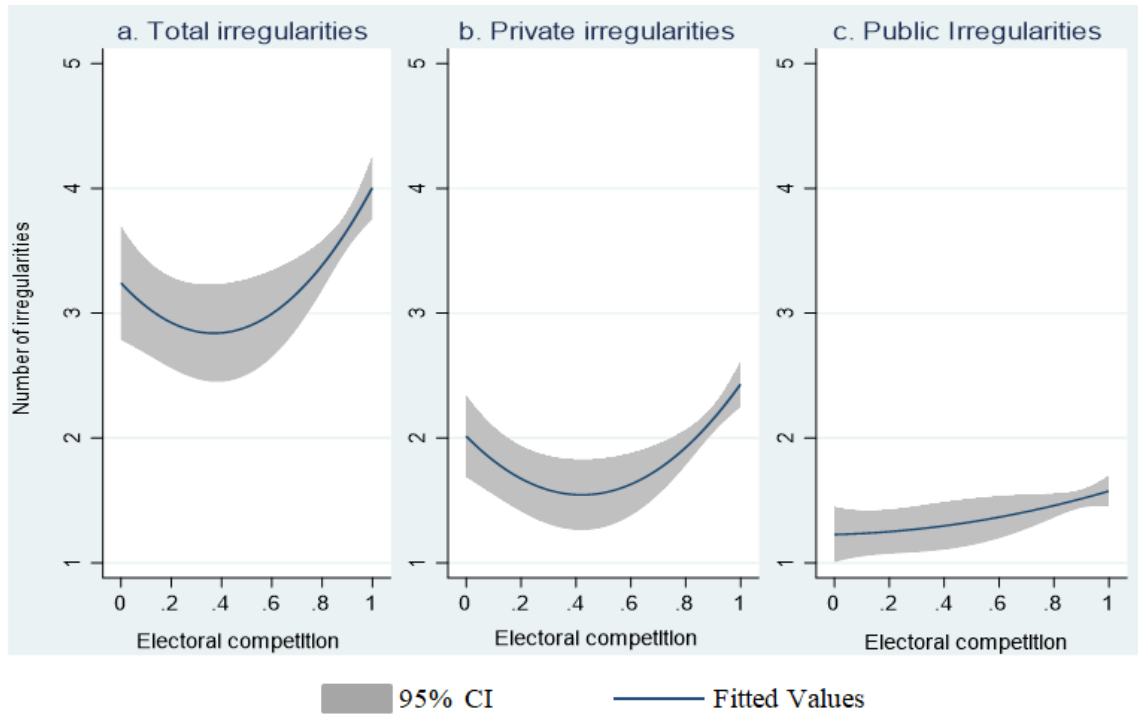 a. Total irregularities
b. Private irregularities
c. Public Irregularities
Number of irregularities
5
4
3
2
1
0 .2 .4 .6 .8 1
Electoral competition
5
4
3
2
1
0 .2 .4 .6 .8 1
Electoral competition
5
4
3
2
1
0 .2 .4 .6 .8 1
Electoral competition
95% CI
Fitted Values